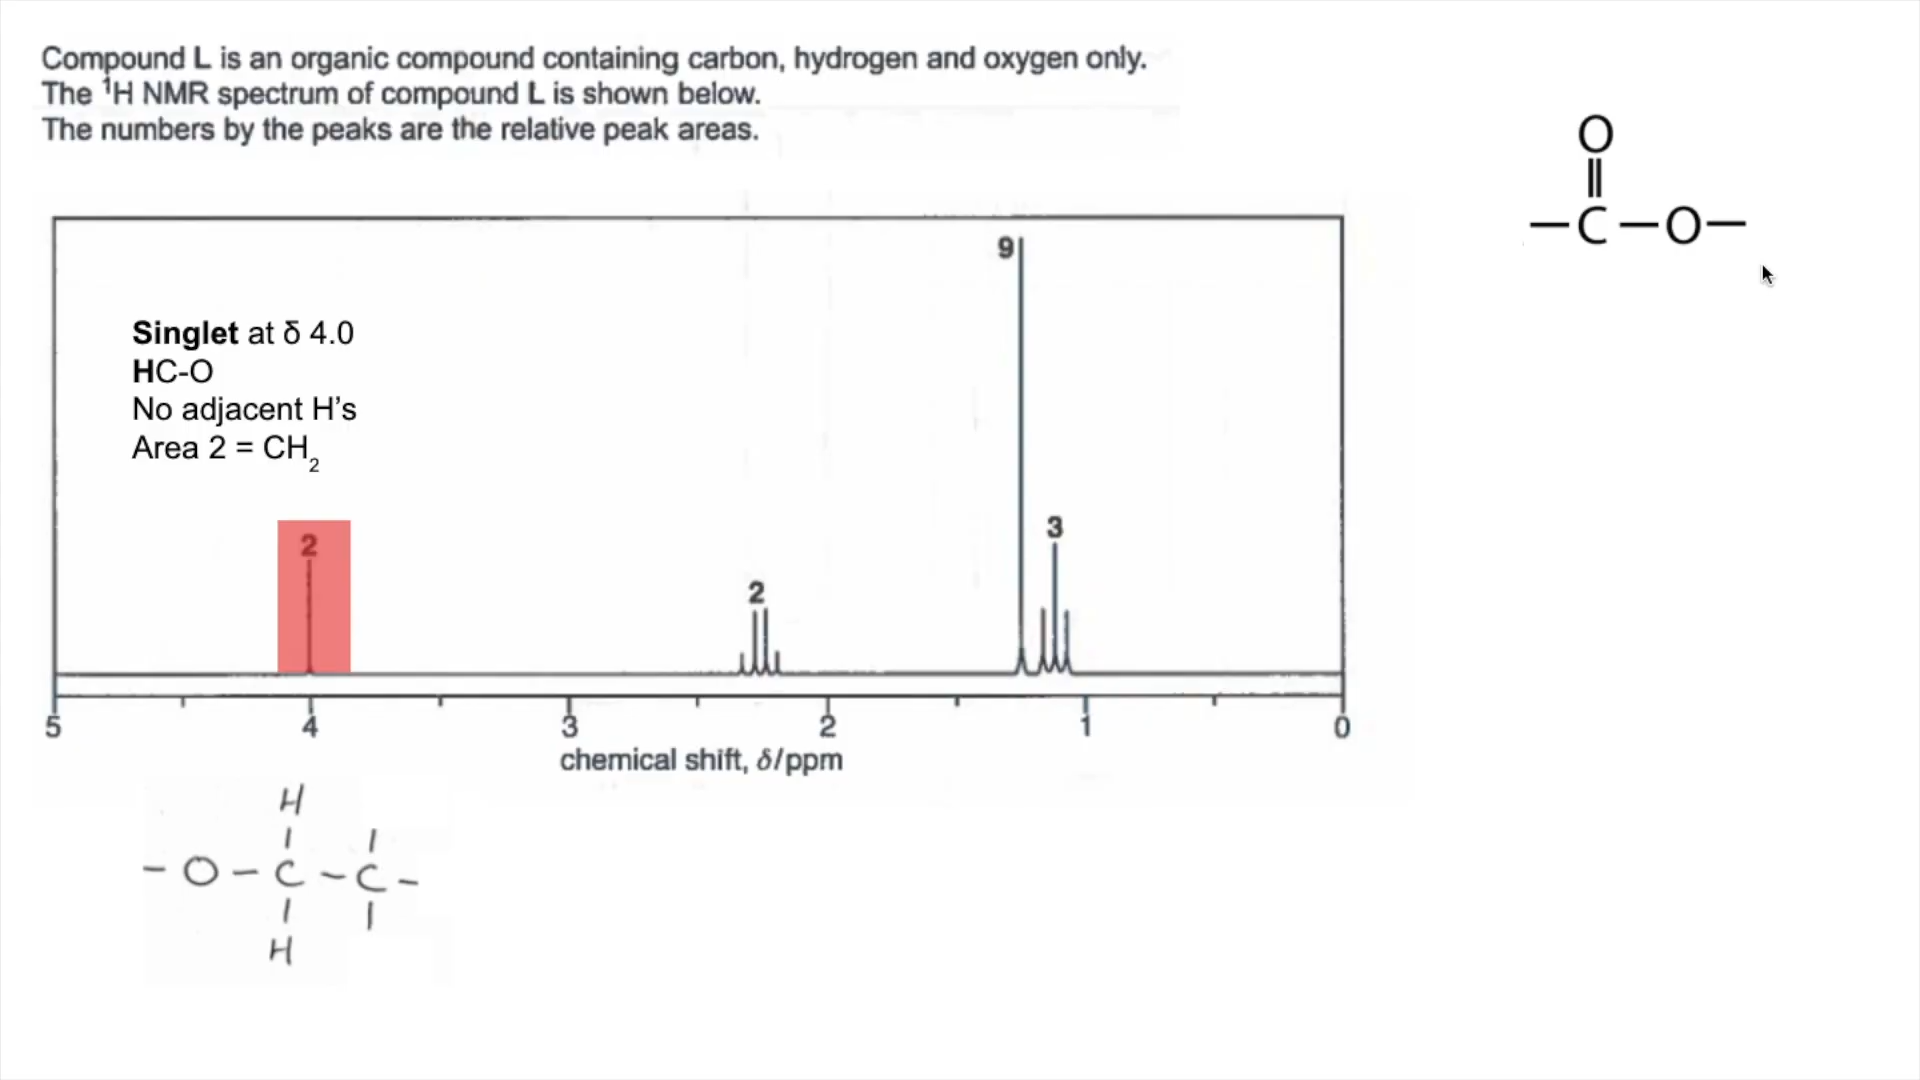 Compound L is an organic compound containing carbon, hydrogen and oxygen only.
The ¹H NMR spectrum of compound L is shown below.
The numbers by the peaks are the relative peak areas.
O
– C – O –
9
Singlet at δ 4.0
HC-O
No adjacent H’s
Area 2 = CH₂
2
2
3
5 4 3 2 1 0
chemical shift, δ/ppm
H
- O - C - C -
H